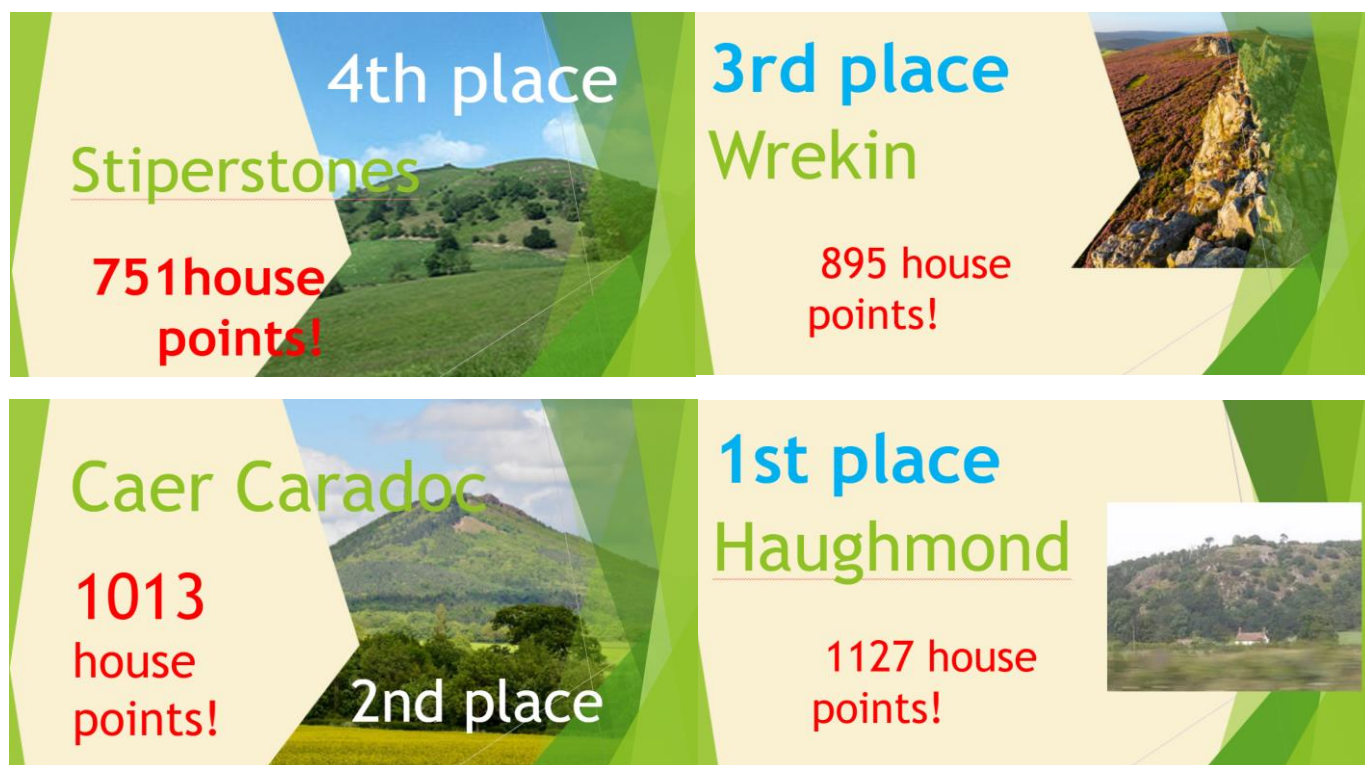 4th place
Stiperstones
751house
points!
3rd place
Wrekin
895 house
points!
Caer Caradoc
1013
house
points!
2nd place
1st place
Haughmond
1127 house
points!